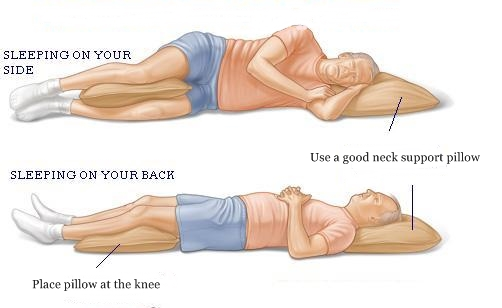 SLEEPING ON YOUR
SIDE
Use a good neck support pillow
SLEEPING ON YOUR BACK
Place pillow at the knee